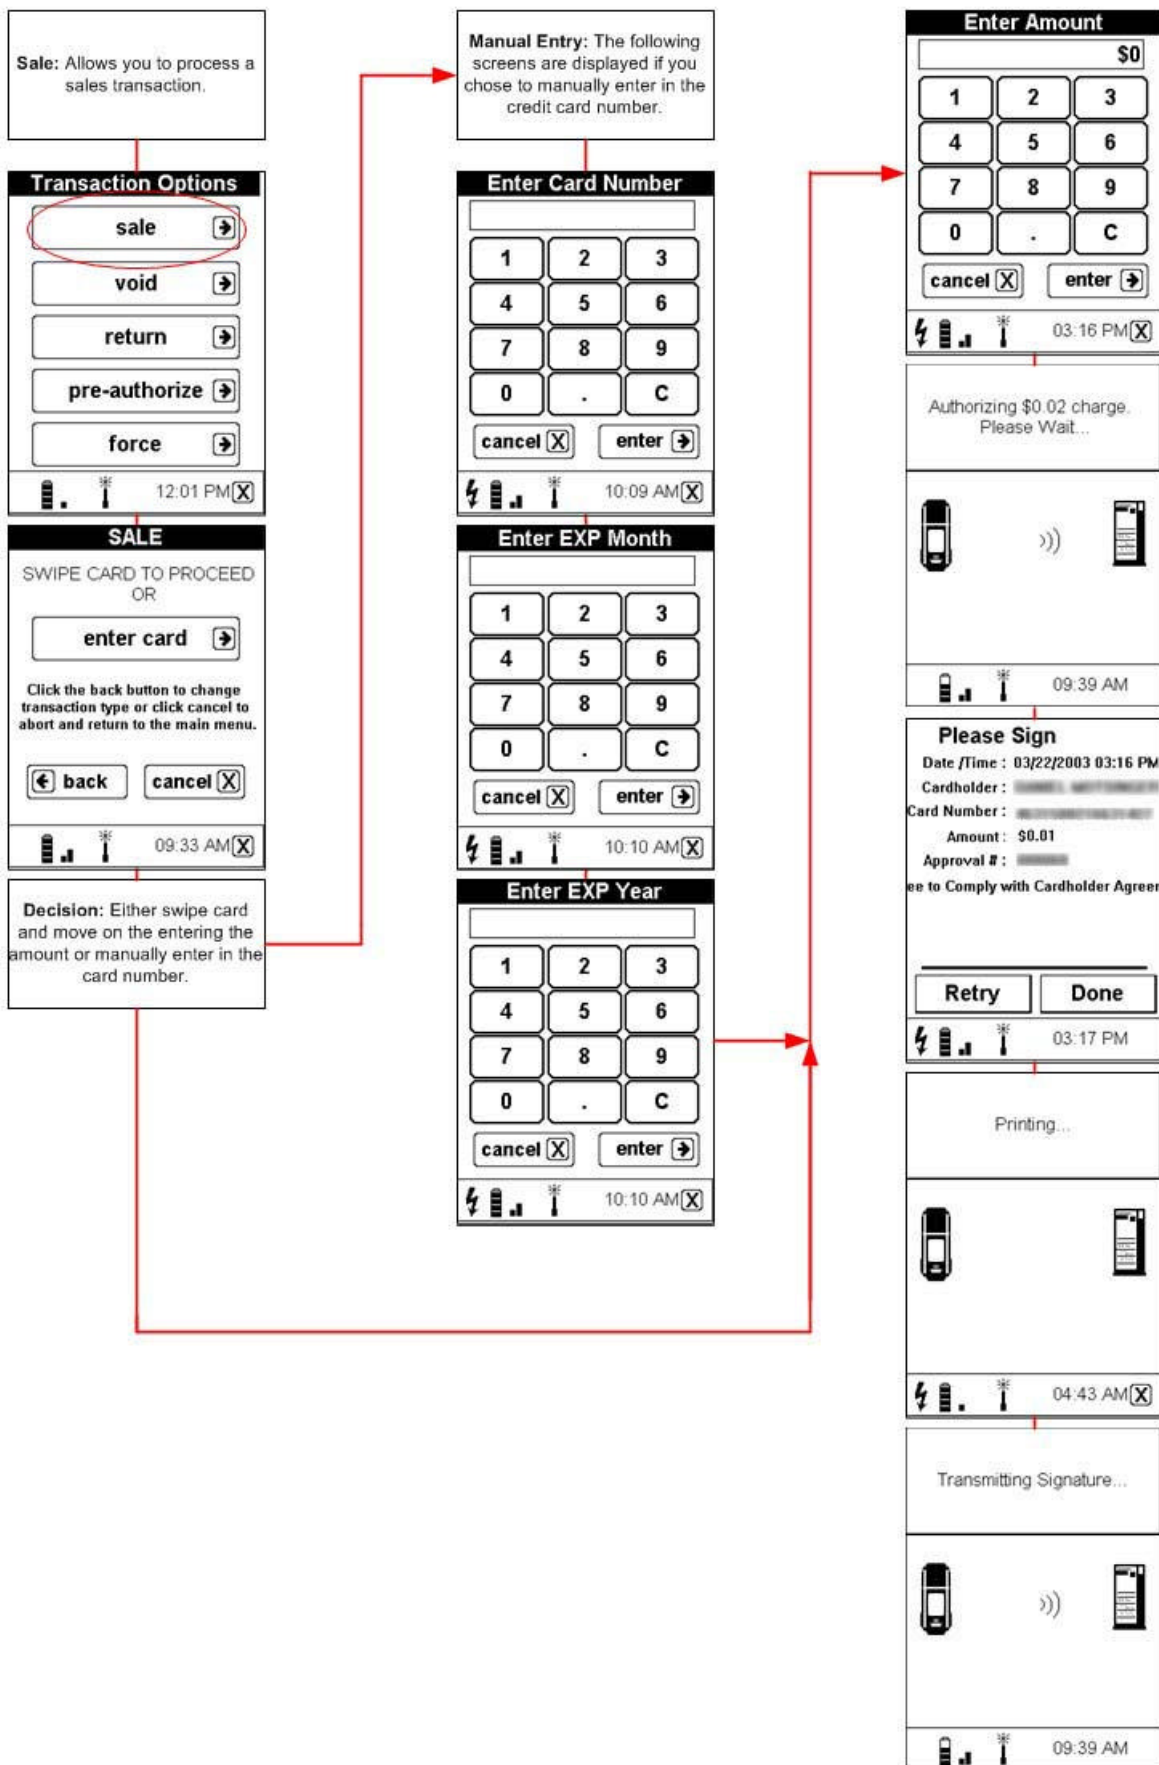 Sale: Allows you to process a
sales transaction.
Transaction Options
sale
void
return
pre-authorize
force
12:01 PM X
SALE
SWIPE CARD TO PROCEED
OR
enter card
Click the back button to change
transaction type or click cancel to
abort and return to the main menu.
back cancel X
09:33 AM X
Decision: Either swipe card
and move on the entering the
amount or manually enter in the
card number.
Manual Entry: The following
screens are displayed if you
chose to manually enter in the
credit card number.
Enter Card Number
1 2 3
4 5 6
7 8 9
0 . C
cancel X enter
10:09 AM X
Enter EXP Month
1 2 3
4 5 6
7 8 9
0 . C
cancel X enter
10:10 AM X
Enter EXP Year
1 2 3
4 5 6
7 8 9
0 . C
cancel X enter
10:10 AM X
Enter Amount
$0
1 2 3
4 5 6
7 8 9
0 . C
cancel X enter
03:16 PM X
Authorizing $0.02 charge.
Please Wait...
09:39 AM
Please Sign
Date /Time : 03/22/2003 03:16 PM
Cardholder :
Card Number :
Amount : $0.01
Approval # :
ee to Comply with Cardholder Agreer
Retry Done
03:17 PM
Printing...
04:43 AM X
Transmitting Signature...
09:39 AM